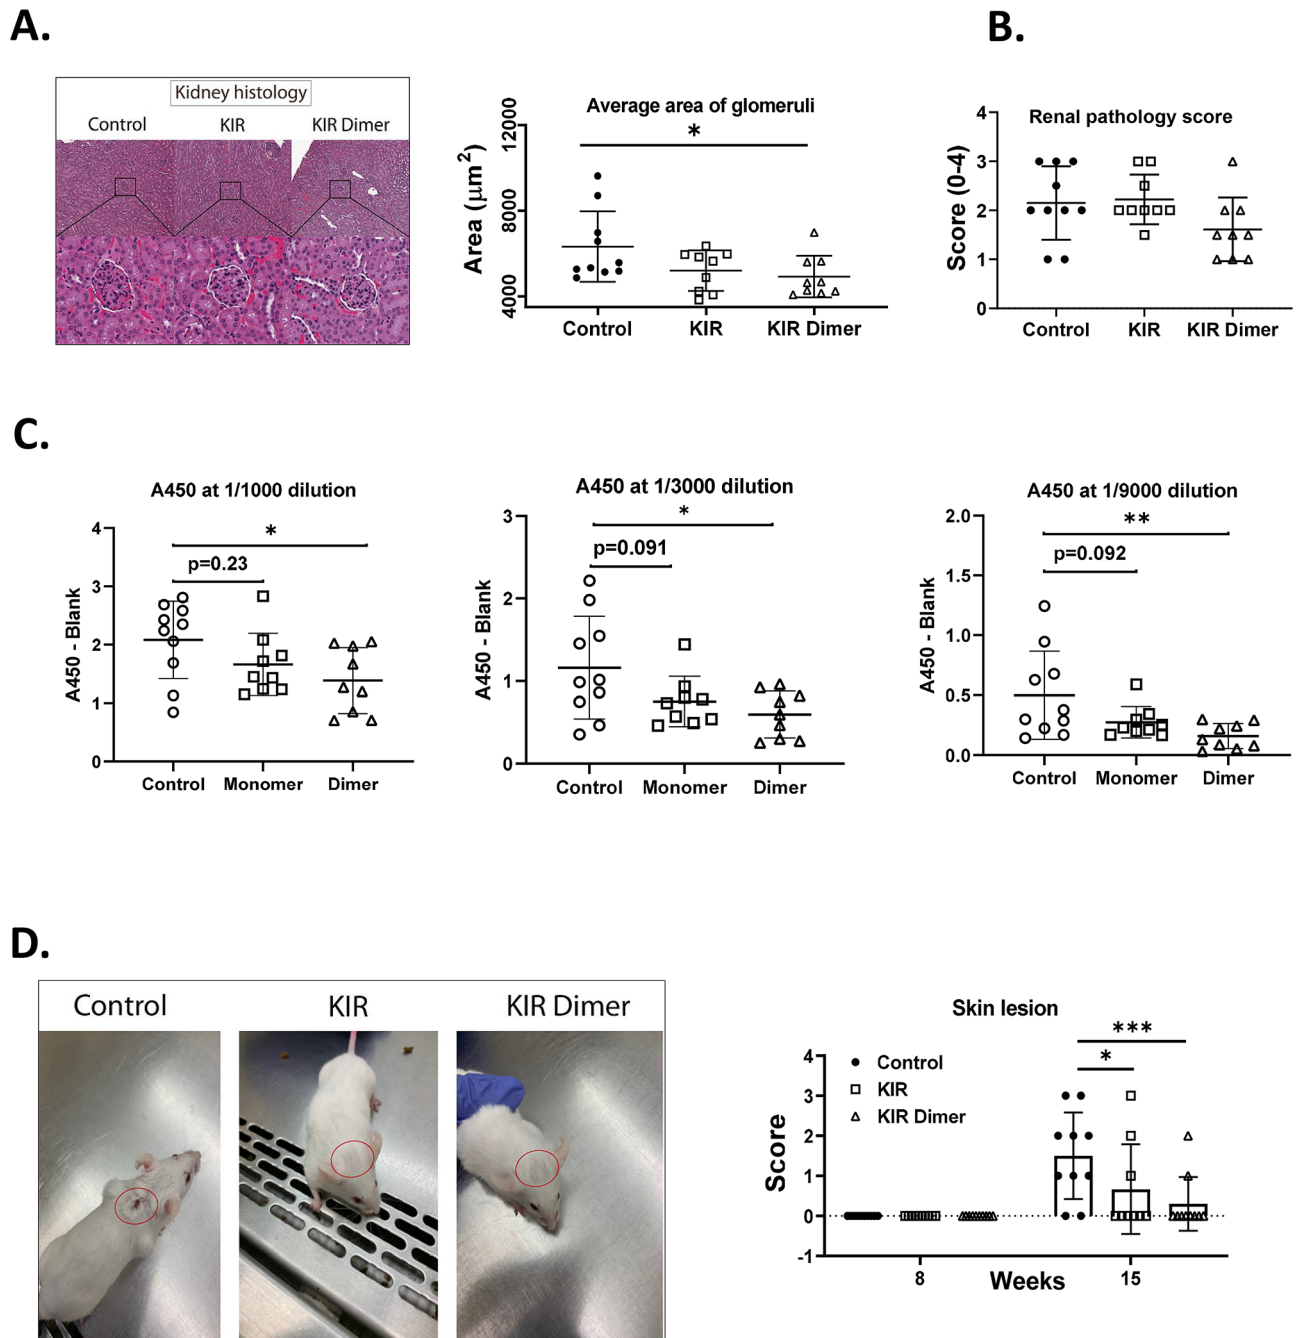 A.
Kidney histology
Control KIR KIR Dimer
Average area of glomeruli
*
Area (μm²)
12000
8000
4000
Control KIR KIR Dimer
B.
Renal pathology score
Score (0-4)
4
3
2
1
0
Control KIR KIR Dimer
C.
A450 at 1/1000 dilution
*
p=0.23
A450 - Blank
4
3
2
1
0
Control Monomer Dimer
A450 at 1/3000 dilution
*
p=0.091
A450 - Blank
3
2
1
0
Control Monomer Dimer
A450 at 1/9000 dilution
**
p=0.092
A450 - Blank
2.0
1.5
1.0
0.5
0.0
Control Monomer Dimer
D.
Control KIR KIR Dimer
Skin lesion
***
*
Control
KIR
KIR Dimer
Score
4
3
2
1
0
-1
8 Weeks 15